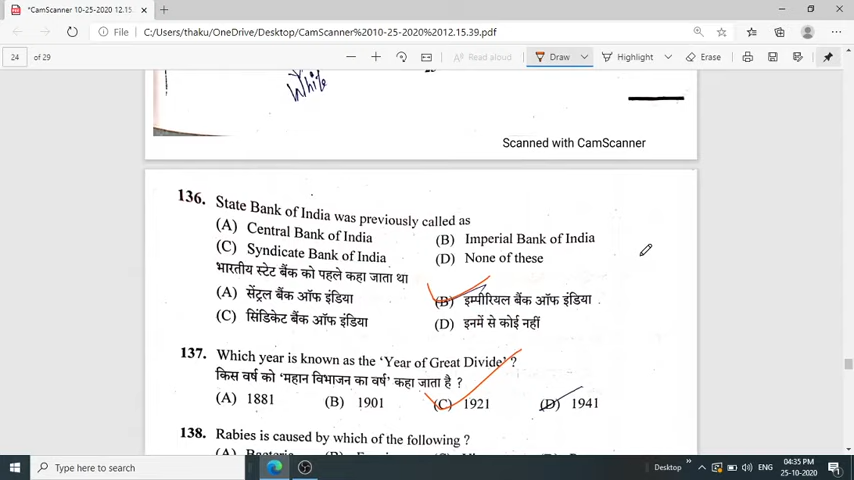 *CamScanner 10-25-2020 12.15.
File
C:/Users/thaku/OneDrive/Desktop/CamScanner%2010-25-2020%2012.15.39.pdf
24 of 29
Read aloud
Draw
Highlight
Erase
While
Scanned with CamScanner
136. State Bank of India was previously called as
(A) Central Bank of India (B) Imperial Bank of India
(C) Syndicate Bank of India (D) None of these
भारतीय स्टेट बैंक को पहले कहा जाता था
(A) सेंट्रल बैंक ऑफ इंडिया (B) इम्पीरियल बैंक ऑफ इंडिया
(C) सिंडिकेट बैंक ऑफ इंडिया (D) इनमें से कोई नहीं
137. Which year is known as the 'Year of Great Divide' ?
किस वर्ष को 'महान विभाजन का वर्ष' कहा जाता है ?
(A) 1881 (B) 1901 (C) 1921 (D) 1941
138. Rabies is caused by which of the following ?
Type here to search
Desktop
ENG
04:35 PM
25-10-2020